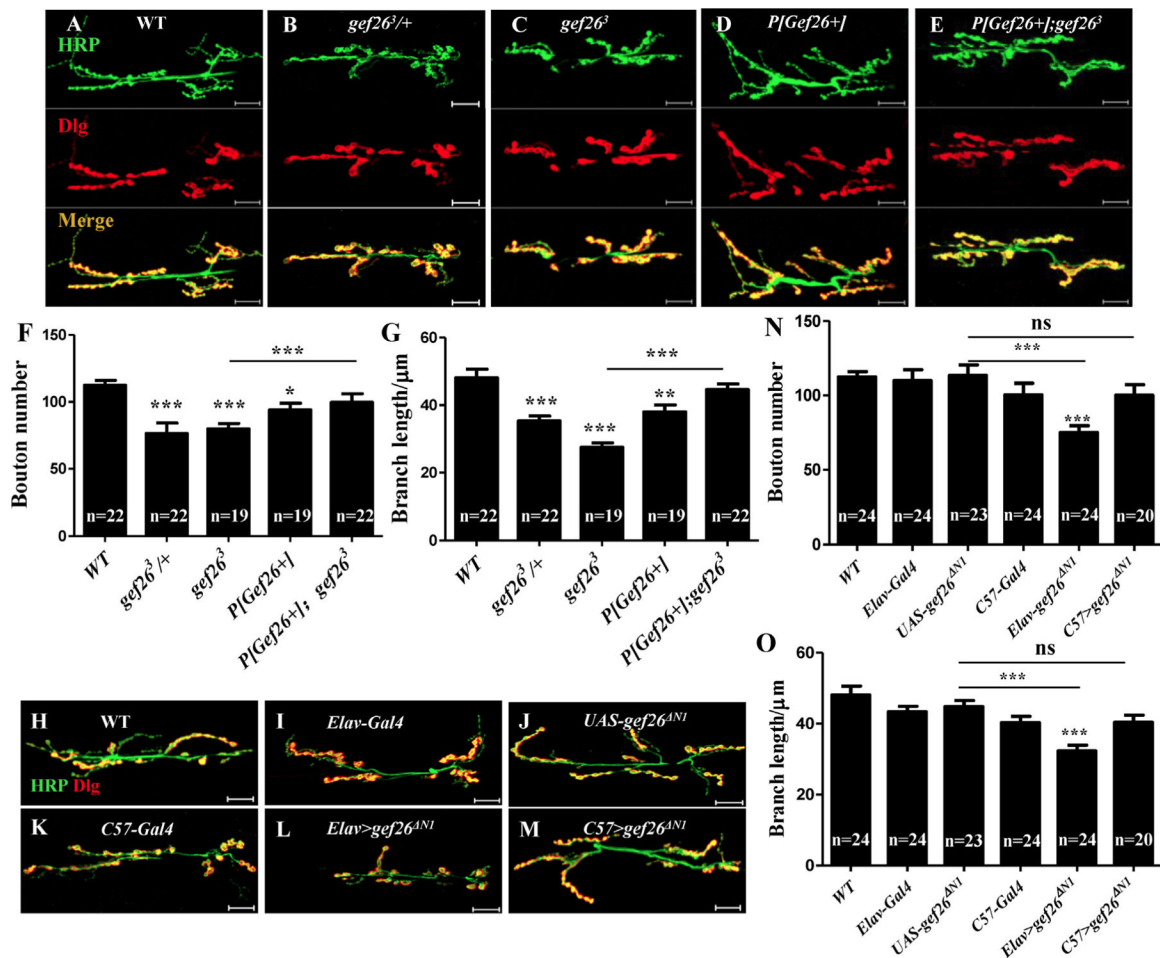 A WT
B gef26³/+
C gef26³
D P[Gef26+]
E P[Gef26+];gef26³
HRP
Dlg
Merge
F
Bouton number
150
100
50
0
***
***
*
***
n=22
n=22
n=19
n=19
n=22
WT
gef26³/+
gef26³
P[Gef26+]
P[Gef26+]; gef26³
G
Branch length/μm
60
40
20
0
***
***
**
***
n=22
n=22
n=19
n=19
n=22
WT
gef26³/+
gef26³
P[Gef26+]
P[Gef26+];gef26³
N
Bouton number
150
100
50
0
ns
***
***
n=24
n=24
n=23
n=24
n=24
n=20
WT
Elav-Gal4
UAS-gef26ΔN1
C57-Gal4
Elav-gef26ΔN1
C57>gef26ΔN1
H WT
HRP Dlg
I Elav-Gal4
J UAS-gef26ΔN1
K C57-Gal4
L Elav>gef26ΔN1
M C57>gef26ΔN1
O
Branch length/μm
60
40
20
0
ns
***
***
n=24
n=24
n=23
n=24
n=24
n=20
WT
Elav-Gal4
UAS-gef26ΔN1
C57-Gal4
Elav>gef26ΔN1
C57>gef26ΔN1